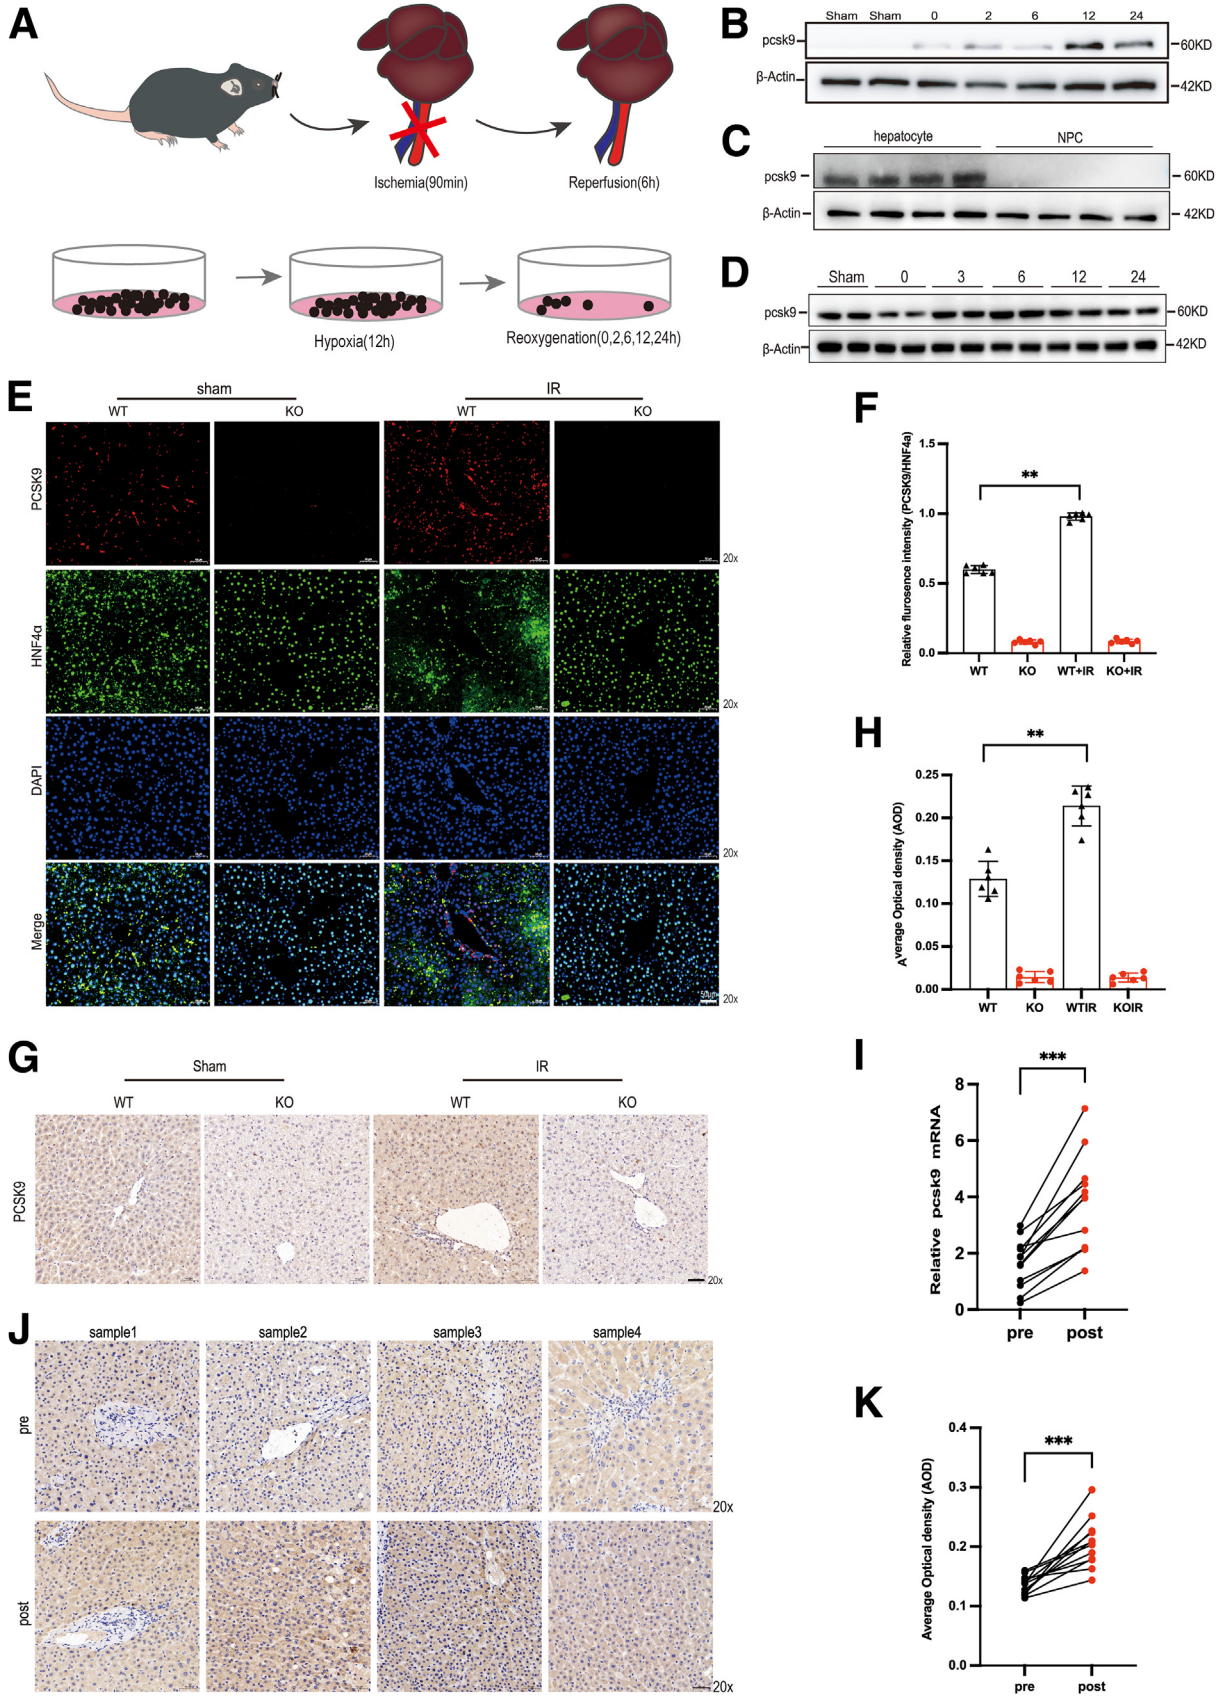 A
Ischemia(90min)
Reperfusion(6h)
Hypoxia(12h)
Reoxygenation(0,2,6,12,24h)
B
Sham Sham 0 2 6 12 24
pcsk9
60KD
β-Actin
42KD
C
hepatocyte NPC
pcsk9
60KD
β-Actin
42KD
D
Sham 0 3 6 12 24
pcsk9
60KD
β-Actin
42KD
E
sham IR
WT KO WT KO
PCSK9
20x
HNF4α
20x
DAPI
20x
Merge
50μm
20x
F
Relative flurosence intensity (PCSK9/HNF4a)
1.5
1.0
0.5
0.0
**
WT KO WT+IR KO+IR
G
Sham IR
WT KO WT KO
PCSK9
20x
H
Average Optical density (AOD)
0.25
0.20
0.15
0.10
0.05
0.00
**
WT KO WTIR KOIR
I
Relative pcsk9 mRNA
8
6
4
2
0
***
pre post
J
sample1 sample2 sample3 sample4
pre
20x
post
20x
K
Average Optical density (AOD)
0.4
0.3
0.2
0.1
0.0
***
pre post